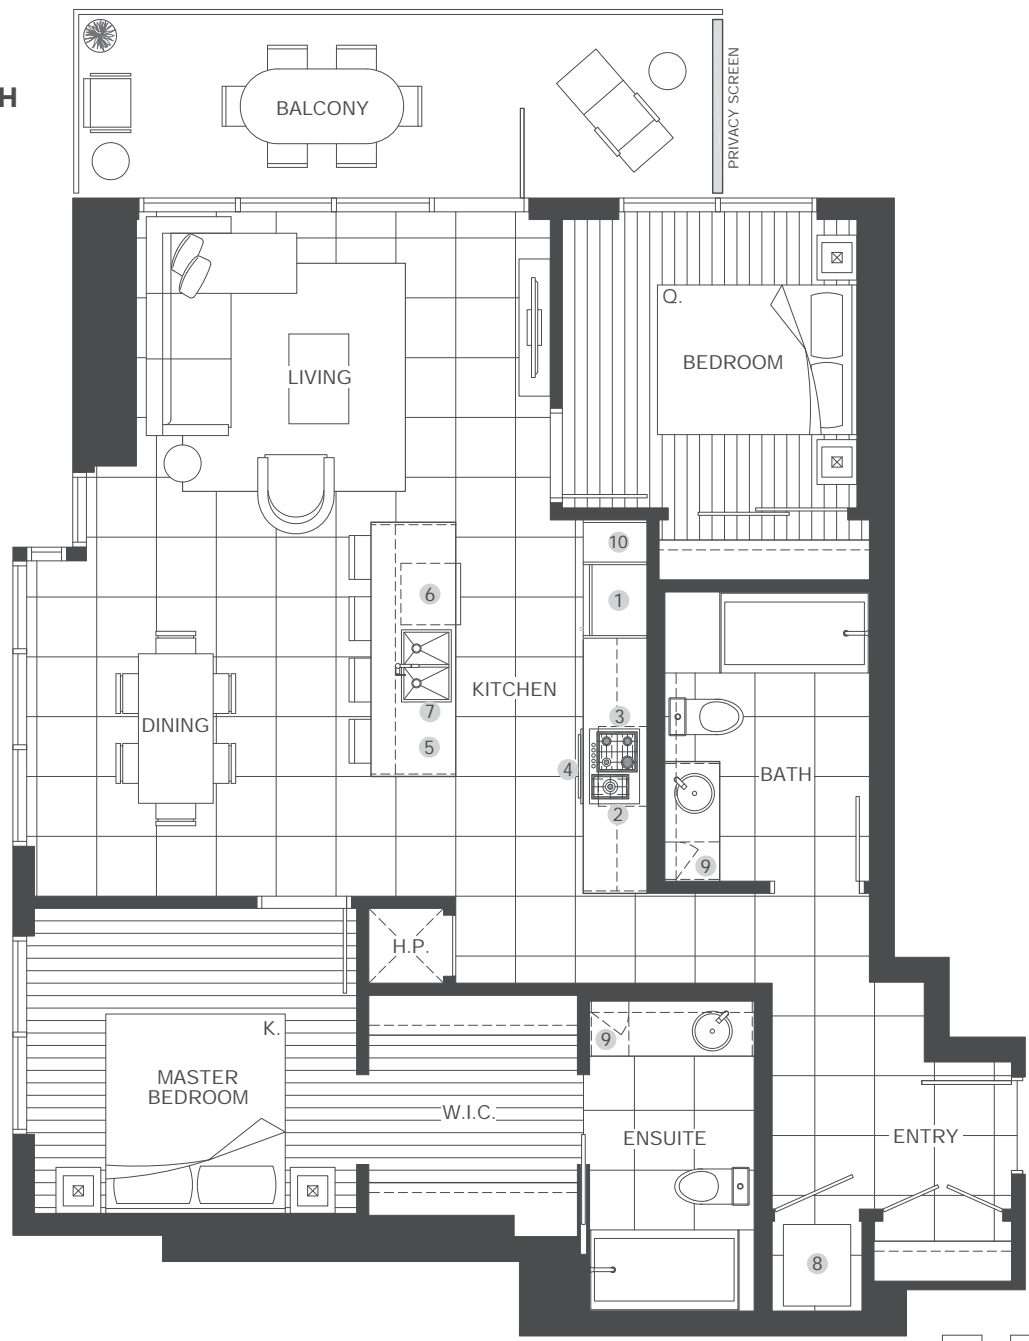 H
BALCONY
PRIVACY SCREEN
Q.
BEDROOM
LIVING
10
6
1
KITCHEN
7
3
DINING
5
4
BATH
2
9
H.P.
K.
9
MASTER
BEDROOM
W.I.C.
ENSUITE
ENTRY
8